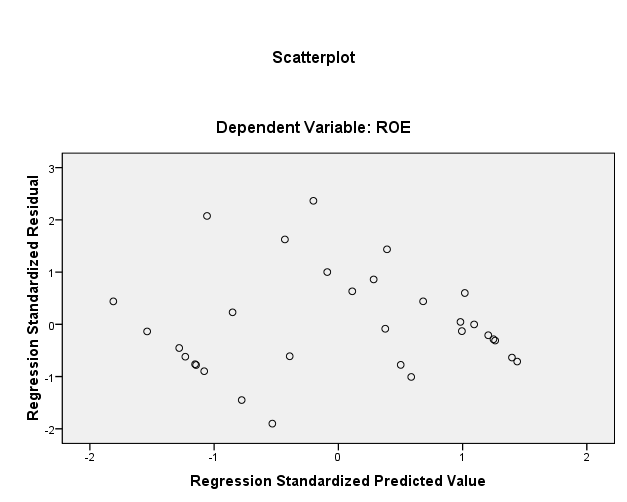 Scatterplot
Dependent Variable: ROE
Regression Standardized Residual
3
2
1
0
-1
-2
-2
-1
0
1
2
Regression Standardized Predicted Value